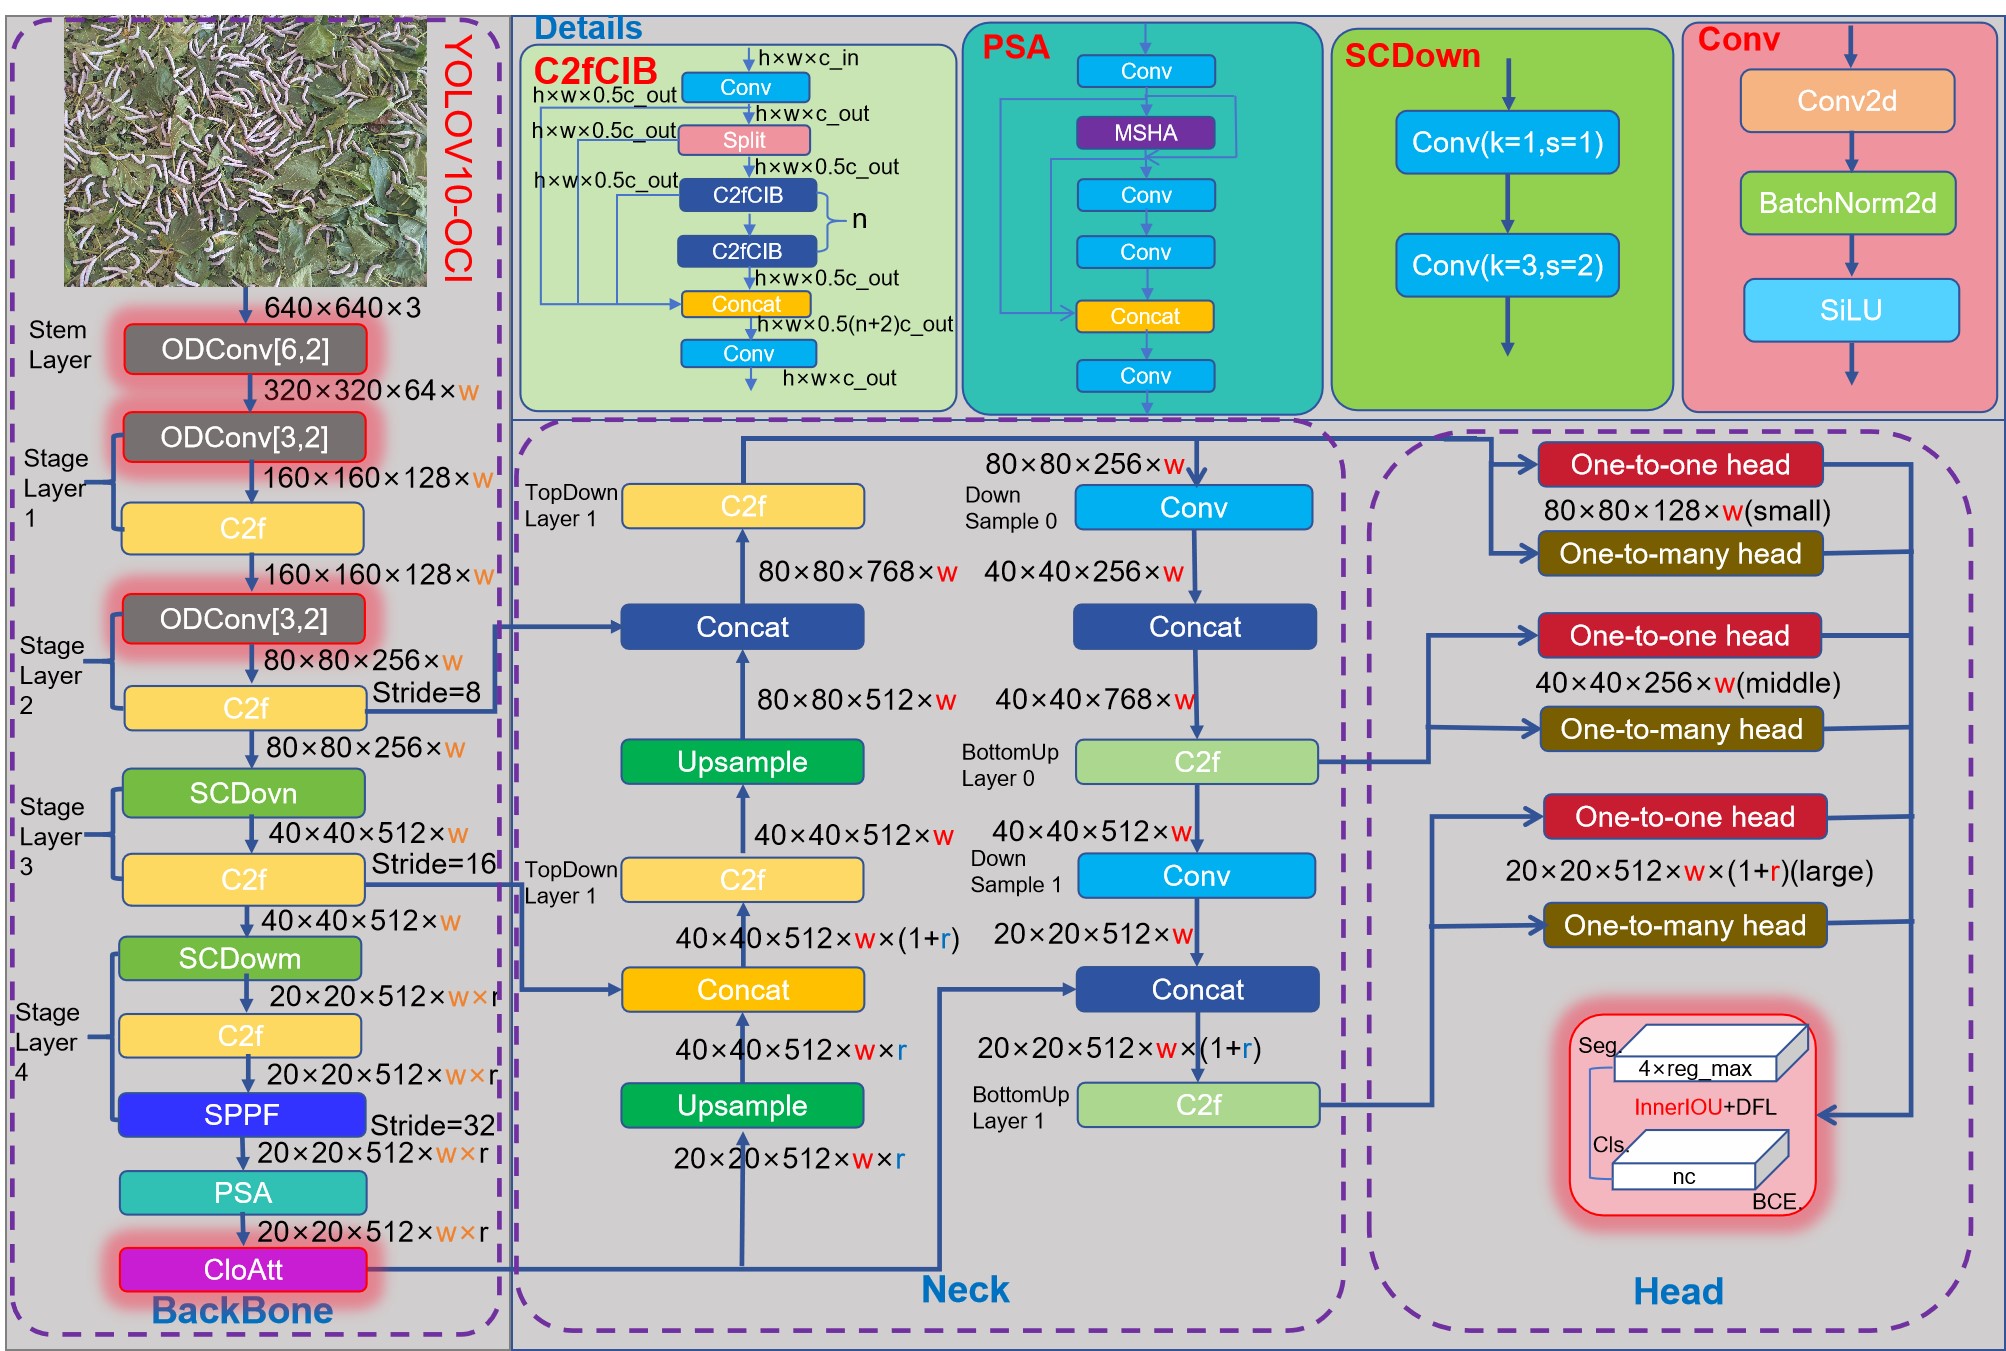 YOLOV10-OCI
640×640×3
Stem
Layer
ODConv[6,2]
320×320×64×w
ODConv[3,2]
Stage
Layer
1
160×160×128×w
C2f
160×160×128×w
ODConv[3,2]
Stage
Layer
2
80×80×256×w
Stride=8
C2f
80×80×256×w
SCDovn
Stage
Layer
3
40×40×512×w
Stride=16
C2f
40×40×512×w
SCDowm
20×20×512×w×r
Stage
Layer
4
C2f
20×20×512×w×r
SPPF
Stride=32
20×20×512×w×r
PSA
20×20×512×w×r
CloAtt
BackBone
Details
C2fCIB
h×w×c_in
Conv
h×w×0.5c_out
h×w×c_out
h×w×0.5c_out
Split
h×w×0.5c_out
h×w×0.5c_out
C2fCIB
n
C2fCIB
h×w×0.5c_out
Concat
h×w×0.5(n+2)c_out
Conv
h×w×c_out
PSA
Conv
MSHA
Conv
Conv
Concat
Conv
SCDown
Conv(k=1,s=1)
Conv(k=3,s=2)
Conv
Conv2d
BatchNorm2d
SiLU
TopDown
Layer 1
C2f
80×80×768×w
Concat
80×80×512×w
Upsample
40×40×512×w
TopDown
Layer 1
C2f
40×40×512×w×(1+r)
Concat
40×40×512×w×r
Upsample
20×20×512×w×r
80×80×256×w
Down
Sample 0
Conv
40×40×256×w
Concat
40×40×768×w
BottomUp
Layer 0
C2f
40×40×512×w
Down
Sample 1
Conv
20×20×512×w
Concat
20×20×512×w×(1+r)
BottomUp
Layer 1
C2f
Neck
One-to-one head
80×80×128×w(small)
One-to-many head
One-to-one head
40×40×256×w(middle)
One-to-many head
One-to-one head
20×20×512×w×(1+r)(large)
One-to-many head
Seg.
4×reg_max
InnerIOU+DFL
Cls.
nc
BCE.
Head